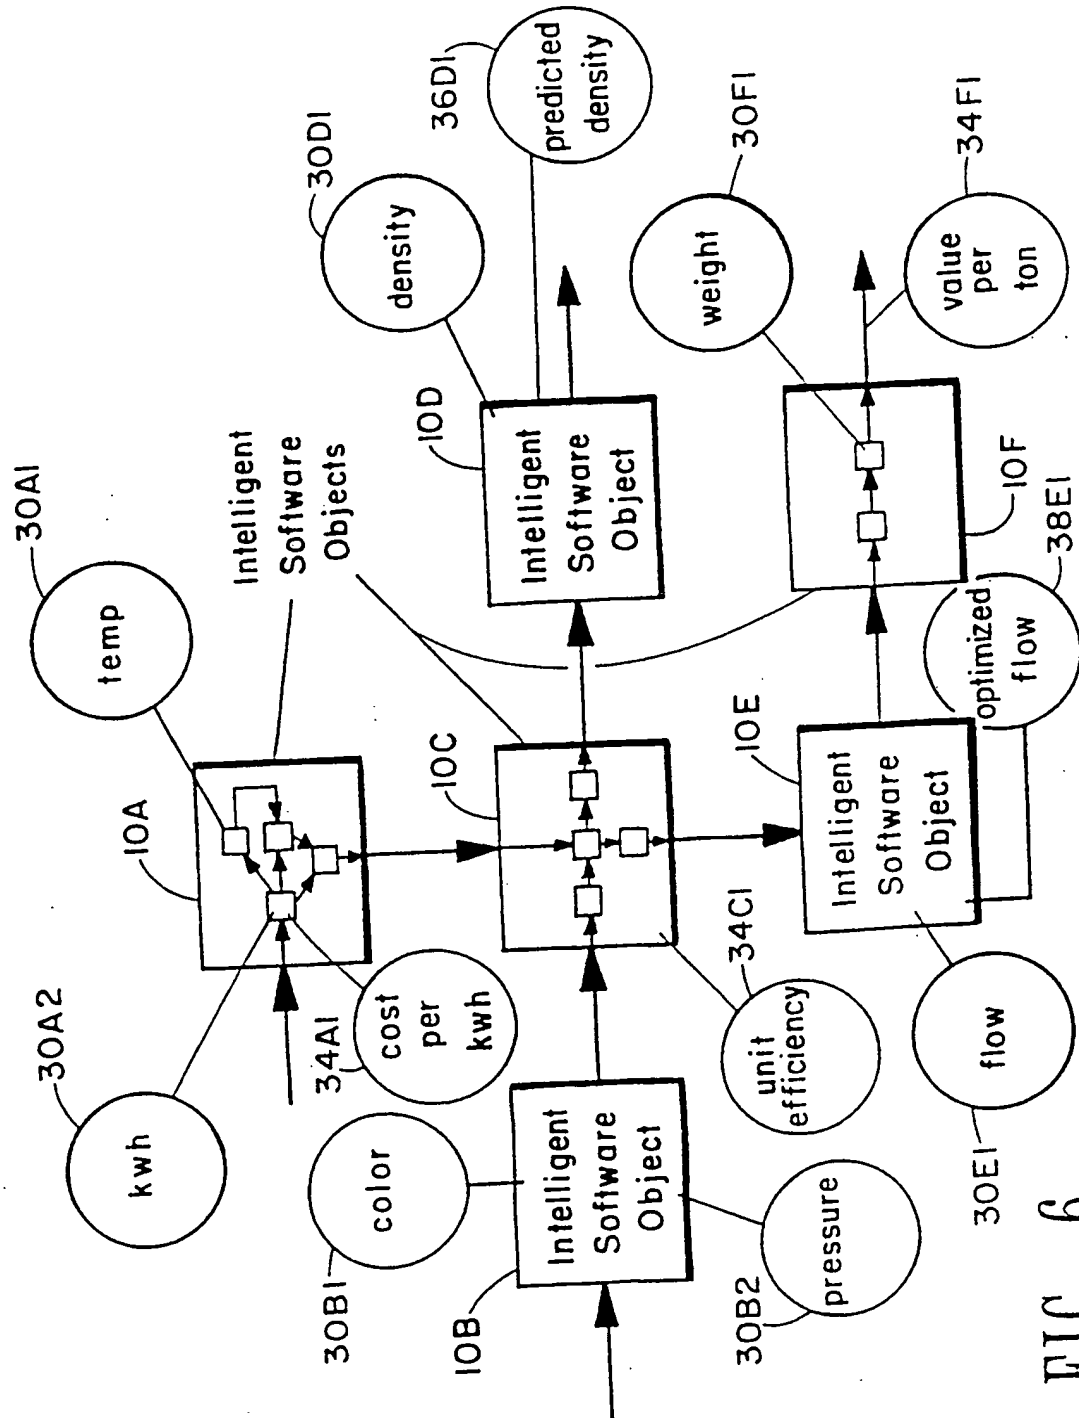 30A2
kwh
10A
temp
30A1
34A1
cost
per
kwh
Intelligent
Software
Objects
30B1
color
10B
Intelligent
Software
Object
30B2
pressure
10C
34C1
unit
efficiency
10D
Intelligent
Software
Object
density
30D1
36D1
predicted
density
10E
Intelligent
Software
Object
flow
30E1
optimized
flow
38E1
10F
weight
30F1
value
per
ton
34F1
FIG. 9